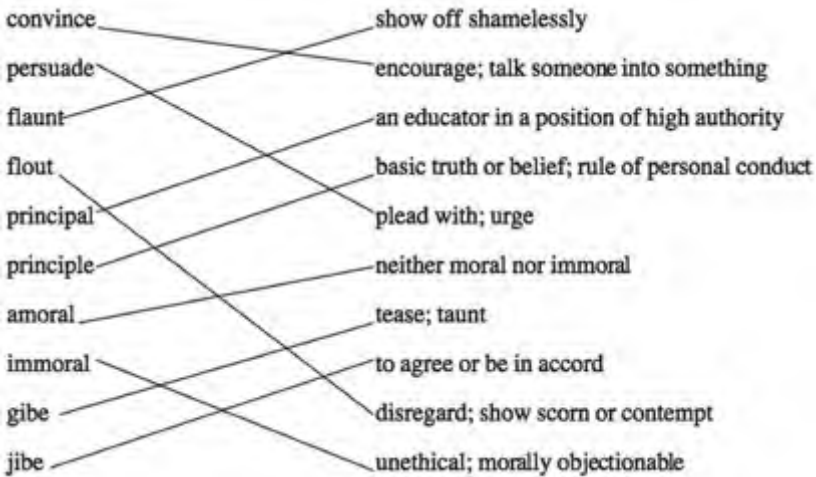 convince show off shamelessly
persuade encourage; talk someone into something
flaunt an educator in a position of high authority
flout basic truth or belief; rule of personal conduct
principal plead with; urge
principle neither moral nor immoral
amoral tease; taunt
immoral to agree or be in accord
gibe disregard; show scorn or contempt
jibe unethical; morally objectionable